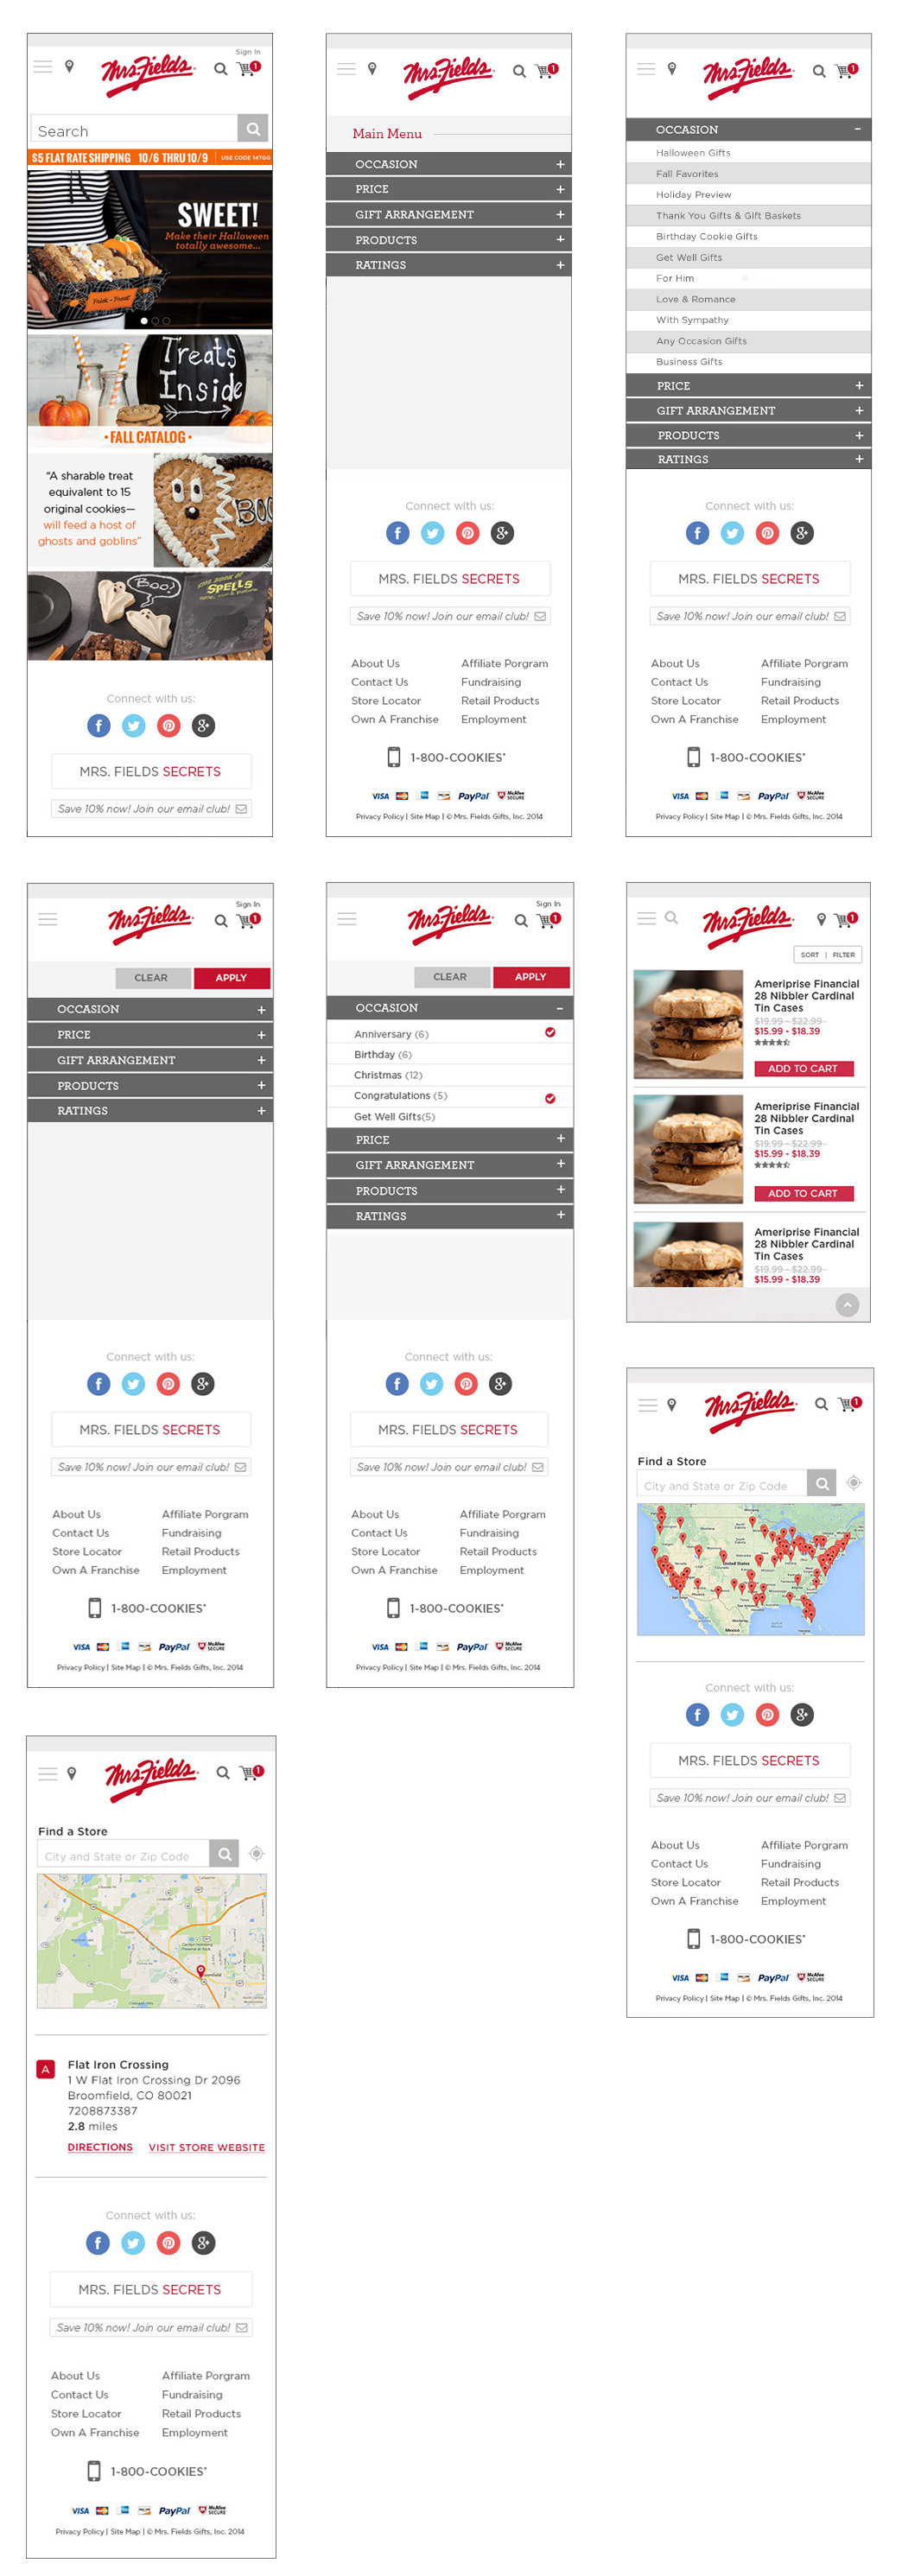 Sign In
Mrs. Fields
1
Search
$5 FLAT RATE SHIPPING 10/6 THRU 10/9 USE CODE 14TGG
SWEET!
Make their Halloween
totally awesome...
Trick or Treat
Treats
Inside
• FALL CATALOG •
“A sharable treat
equivalent to 15
original cookies—
will feed a host of
ghosts and goblins”
BOO
BOO!
SPELLS
Connect with us:
MRS. FIELDS SECRETS
Save 10% now! Join our email club!
Mrs. Fields
1
Main Menu
OCCASION +
PRICE +
GIFT ARRANGEMENT +
PRODUCTS +
RATINGS +
Connect with us:
MRS. FIELDS SECRETS
Save 10% now! Join our email club!
About Us Affiliate Porgram
Contact Us Fundraising
Store Locator Retail Products
Own A Franchise Employment
1-800-COOKIES*
VISA PayPal McAfee SECURE
Privacy Policy | Site Map | © Mrs. Fields Gifts, Inc. 2014
Mrs. Fields
1
OCCASION –
Halloween Gifts
Fall Favorites
Holiday Preview
Thank You Gifts & Gift Baskets
Birthday Cookie Gifts
Get Well Gifts
For Him
Love & Romance
With Sympathy
Any Occasion Gifts
Business Gifts
PRICE +
GIFT ARRANGEMENT +
PRODUCTS +
RATINGS +
Connect with us:
MRS. FIELDS SECRETS
Save 10% now! Join our email club!
About Us Affiliate Porgram
Contact Us Fundraising
Store Locator Retail Products
Own A Franchise Employment
1-800-COOKIES*
VISA PayPal McAfee SECURE
Privacy Policy | Site Map | © Mrs. Fields Gifts, Inc. 2014
Sign In
Mrs. Fields
1
CLEAR APPLY
OCCASION +
PRICE +
GIFT ARRANGEMENT +
PRODUCTS +
RATINGS +
Connect with us:
MRS. FIELDS SECRETS
Save 10% now! Join our email club!
About Us Affiliate Porgram
Contact Us Fundraising
Store Locator Retail Products
Own A Franchise Employment
1-800-COOKIES*
VISA PayPal McAfee SECURE
Privacy Policy | Site Map | © Mrs. Fields Gifts, Inc. 2014
Sign In
Mrs. Fields
1
CLEAR APPLY
OCCASION –
Anniversary (6)
Birthday (6)
Christmas (12)
Congratulations (5)
Get Well Gifts(5)
PRICE +
GIFT ARRANGEMENT +
PRODUCTS +
RATINGS +
Connect with us:
MRS. FIELDS SECRETS
Save 10% now! Join our email club!
About Us Affiliate Porgram
Contact Us Fundraising
Store Locator Retail Products
Own A Franchise Employment
1-800-COOKIES*
VISA PayPal McAfee SECURE
Privacy Policy | Site Map | © Mrs. Fields Gifts, Inc. 2014
Mrs. Fields
1
SORT | FILTER
Ameriprise Financial
28 Nibbler Cardinal
Tin Cases
$19.99 - $22.99
$15.99 - $18.39
ADD TO CART
Ameriprise Financial
28 Nibbler Cardinal
Tin Cases
$19.99 - $22.99
$15.99 - $18.39
ADD TO CART
Ameriprise Financial
28 Nibbler Cardinal
Tin Cases
$19.99 - $22.99
$15.99 - $18.39
Mrs. Fields
1
Find a Store
City and State or Zip Code
United States
Mexico
Connect with us:
MRS. FIELDS SECRETS
Save 10% now! Join our email club!
About Us Affiliate Porgram
Contact Us Fundraising
Store Locator Retail Products
Own A Franchise Employment
1-800-COOKIES*
VISA PayPal McAfee SECURE
Privacy Policy | Site Map | © Mrs. Fields Gifts, Inc. 2014
Mrs. Fields
1
Find a Store
City and State or Zip Code
A
Flat Iron Crossing
1 W Flat Iron Crossing Dr 2096
Broomfield, CO 80021
7208873387
2.8 miles
DIRECTIONS VISIT STORE WEBSITE
Connect with us:
MRS. FIELDS SECRETS
Save 10% now! Join our email club!
About Us Affiliate Porgram
Contact Us Fundraising
Store Locator Retail Products
Own A Franchise Employment
1-800-COOKIES*
VISA PayPal McAfee SECURE
Privacy Policy | Site Map | © Mrs. Fields Gifts, Inc. 2014